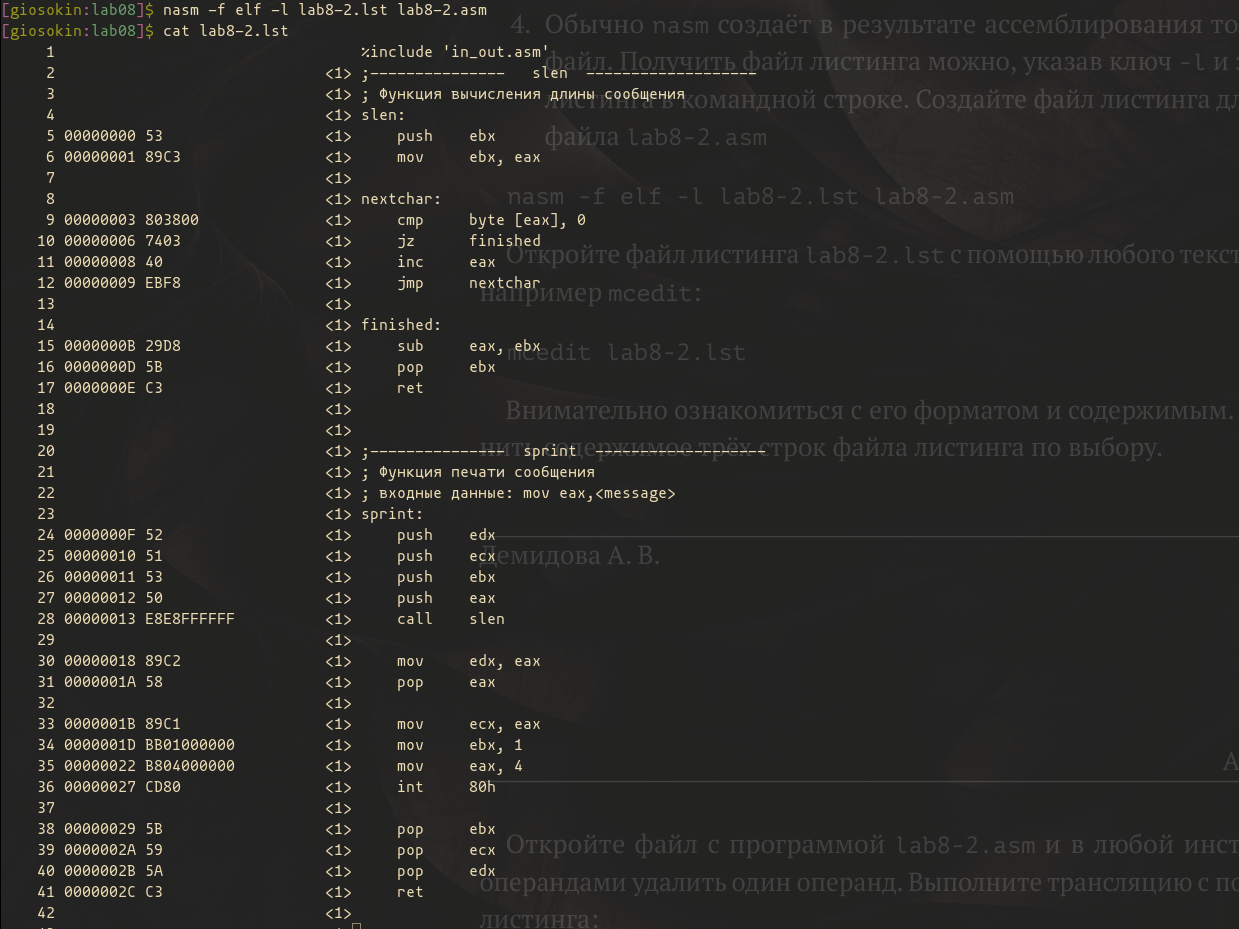 [giosokin:lab08]$ nasm -f elf -l lab8-2.lst lab8-2.asm
[giosokin:lab08]$ cat lab8-2.lst
     1                                  %include 'in_out.asm'
     2                              <1> ;---------------   slen  -------------------
     3                              <1> ; Функция вычисления длины сообщения
     4                              <1> slen:
     5 00000000 53                  <1>     push    ebx
     6 00000001 89C3                <1>     mov     ebx, eax
     7                              <1>
     8                              <1> nextchar:
     9 00000003 803800              <1>     cmp     byte [eax], 0
    10 00000006 7403                <1>     jz      finished
    11 00000008 40                  <1>     inc     eax
    12 00000009 EBF8                <1>     jmp     nextchar
    13                              <1>
    14                              <1> finished:
    15 0000000B 29D8                <1>     sub     eax, ebx
    16 0000000D 5B                  <1>     pop     ebx
    17 0000000E C3                  <1>     ret
    18                              <1>
    19                              <1>
    20                              <1> ;---------------  sprint  -------------------
    21                              <1> ; Функция печати сообщения
    22                              <1> ; входные данные: mov eax,<message>
    23                              <1> sprint:
    24 0000000F 52                  <1>     push    edx
    25 00000010 51                  <1>     push    ecx
    26 00000011 53                  <1>     push    ebx
    27 00000012 50                  <1>     push    eax
    28 00000013 E8E8FFFFFF          <1>     call    slen
    29                              <1>
    30 00000018 89C2                <1>     mov     edx, eax
    31 0000001A 58                  <1>     pop     eax
    32                              <1>
    33 0000001B 89C1                <1>     mov     ecx, eax
    34 0000001D BB01000000          <1>     mov     ebx, 1
    35 00000022 B804000000          <1>     mov     eax, 4
    36 00000027 CD80                <1>     int     80h
    37                              <1>
    38 00000029 5B                  <1>     pop     ebx
    39 0000002A 59                  <1>     pop     ecx
    40 0000002B 5A                  <1>     pop     edx
    41 0000002C C3                  <1>     ret
    42                              <1>
4. Обычно nasm создаёт в результате ассемблирования
файл. Получить файл листинга можно, указав ключ -l и
листинга в командной строке. Создайте файл листинга
файла lab8-2.asm
nasm -f elf -l lab8-2.lst lab8-2.asm
Откройте файл листинга lab8-2.lst с помощью любого
например mcedit:
mcedit lab8-2.lst
Внимательно ознакомиться с его форматом и содержимым.
нить содержимое трёх строк файла листинга по выбору.
Демидова А. В.
Откройте файл с программой lab8-2.asm и в любой
операндами удалить один операнд. Выполните трансляцию с
листинга: